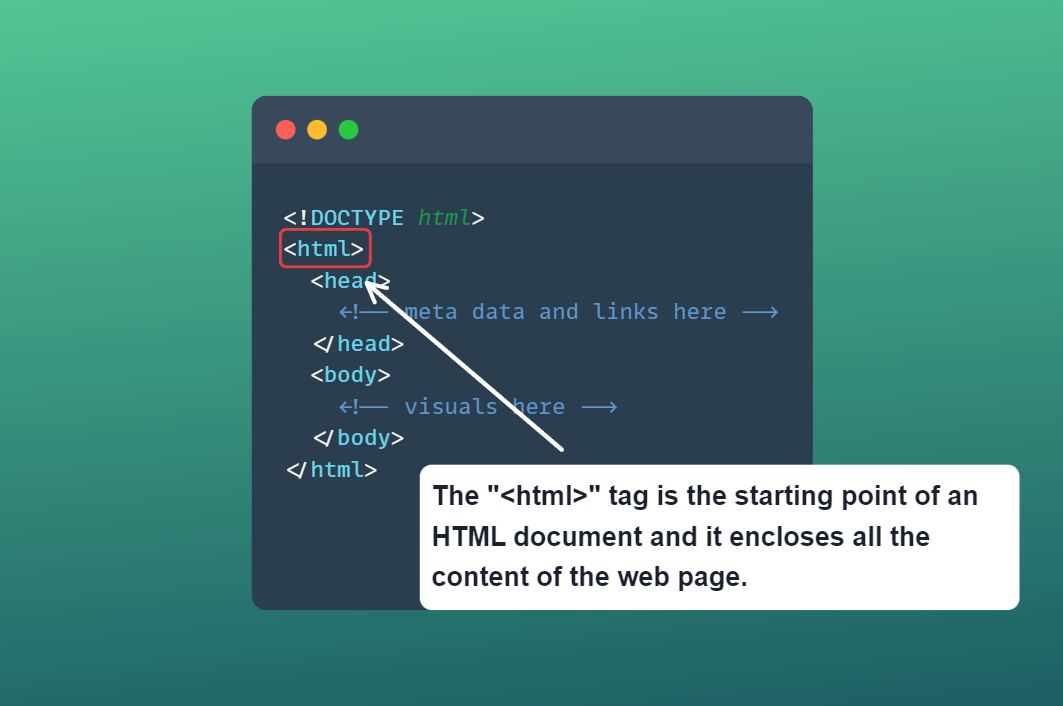 <!DOCTYPE html>
<html>
<head>
<!-- meta data and links here -->
</head>
<body>
<!-- visuals here -->
</body>
</html>
The "<html>" tag is the starting point of an
HTML document and it encloses all the
content of the web page.